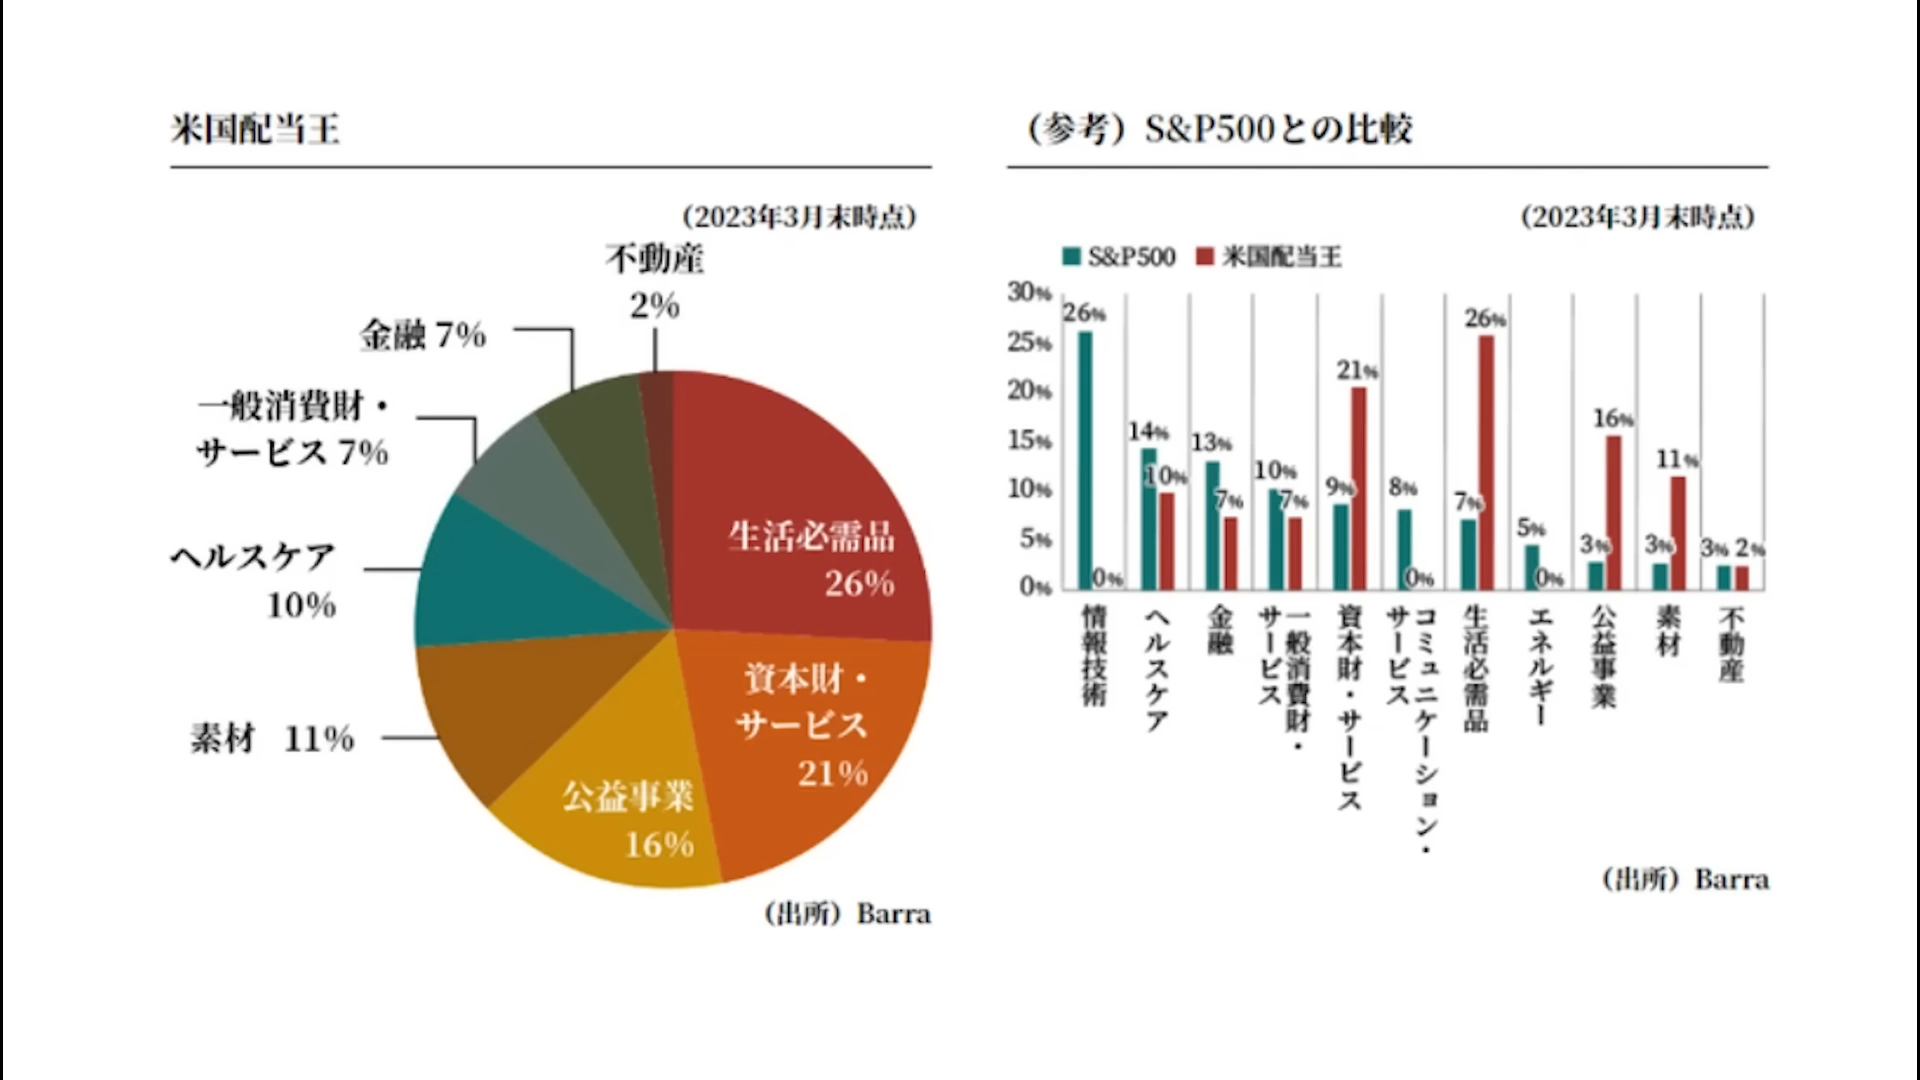 米国配当王
（2023年3月末時点）
不動産
2%
金融 7%
一般消費財・
サービス 7%
ヘルスケア
10%
素材 11%
生活必需品
26%
資本財・
サービス
21%
公益事業
16%
（出所）Barra
（参考）S&P500との比較
（2023年3月末時点）
S&P500 米国配当王
30%
25%
20%
15%
10%
5%
0%
26%
0%
14%
10%
13%
7%
10%
7%
9%
21%
8%
0%
7%
26%
5%
0%
3%
16%
3%
11%
3%
2%
情報技術
ヘルスケア
金融
一般消費財・
サービス
資本財・サービス
コミュニケーション・
サービス
生活必需品
エネルギー
公益事業
素材
不動産
（出所）Barra